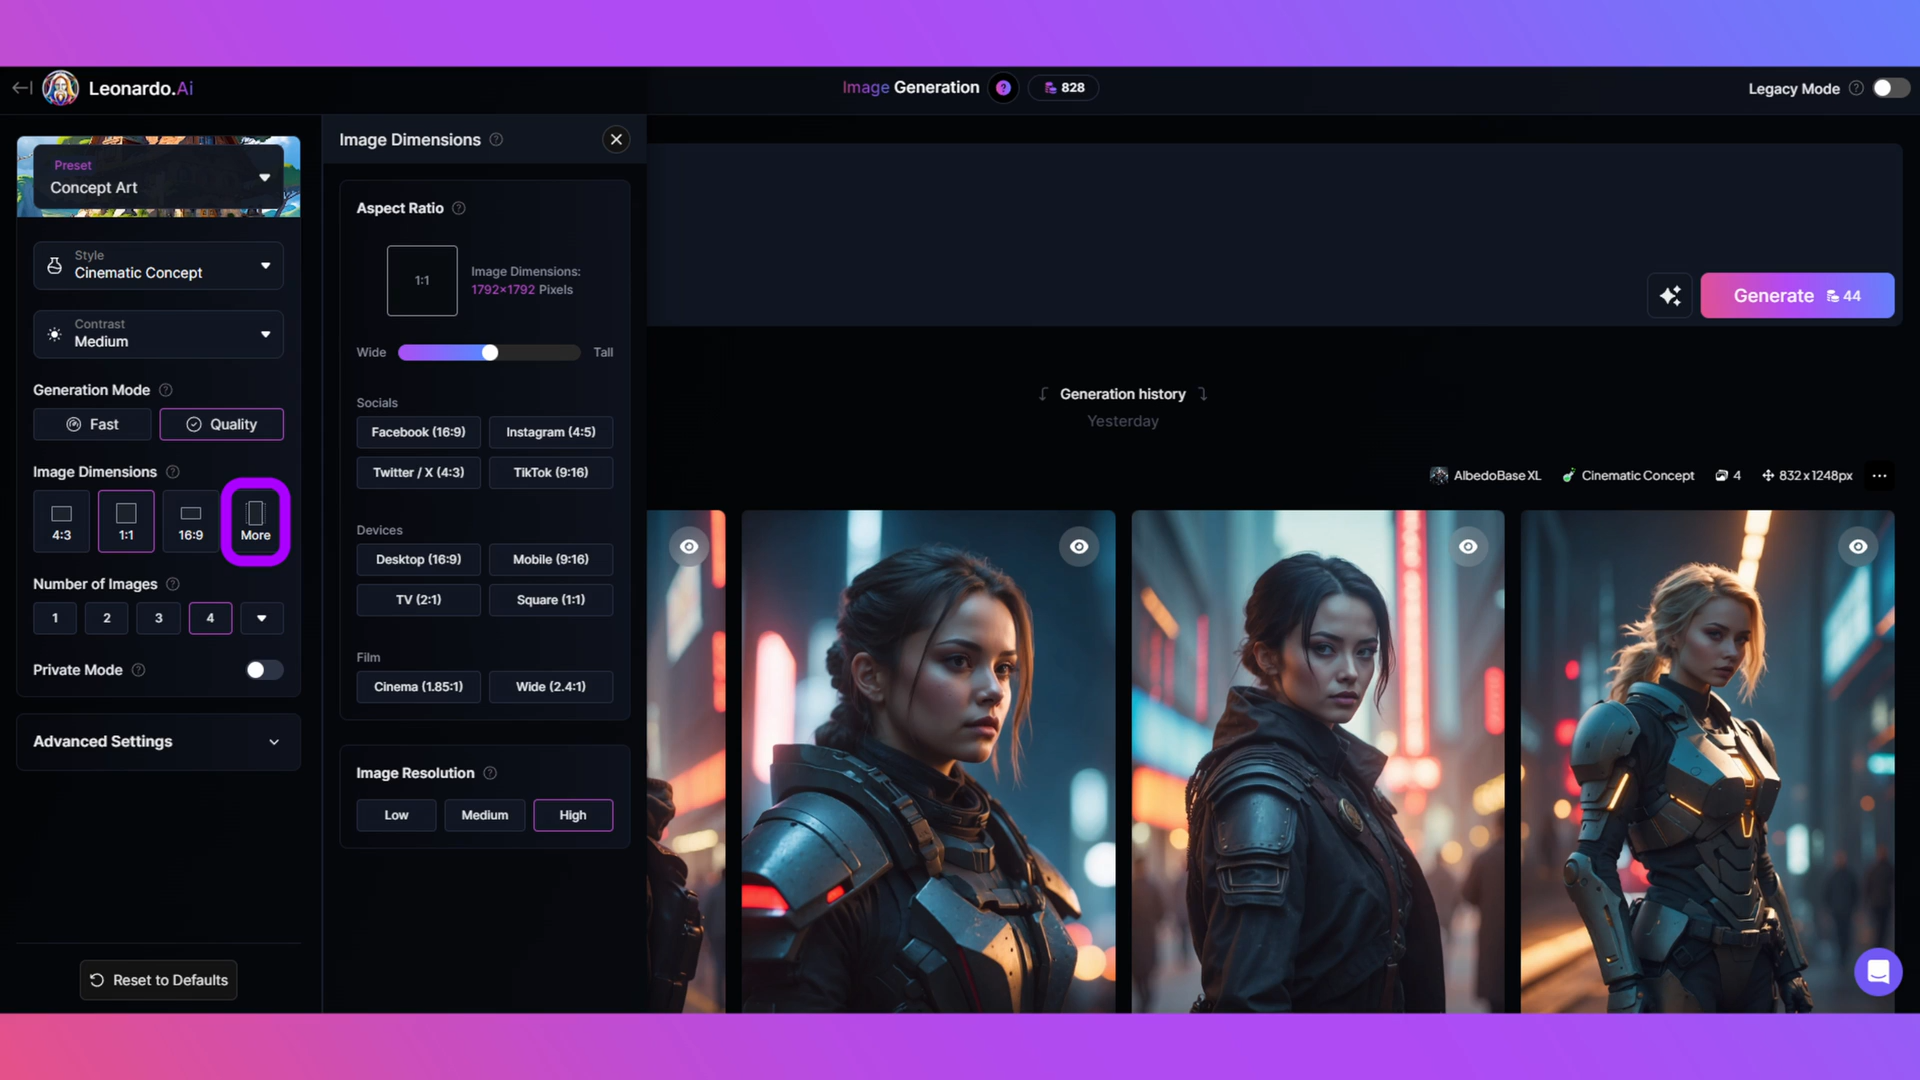 Leonardo.Ai
Image Generation
828
Legacy Mode
Preset
Concept Art
Style
Cinematic Concept
Contrast
Medium
Generation Mode
Fast
Quality
Image Dimensions
4:3
1:1
16:9
More
Number of Images
1
2
3
4
Private Mode
Advanced Settings
Reset to Defaults
Image Dimensions
Aspect Ratio
1:1
Image Dimensions:
1792×1792 Pixels
Wide
Tall
Socials
Facebook (16:9)
Instagram (4:5)
Twitter / X (4:3)
TikTok (9:16)
Devices
Desktop (16:9)
Mobile (9:16)
TV (2:1)
Square (1:1)
Film
Cinema (1.85:1)
Wide (2.4:1)
Image Resolution
Low
Medium
High
Generate 44
Generation history
Yesterday
AlbedoBase XL
Cinematic Concept
4
832x1248px